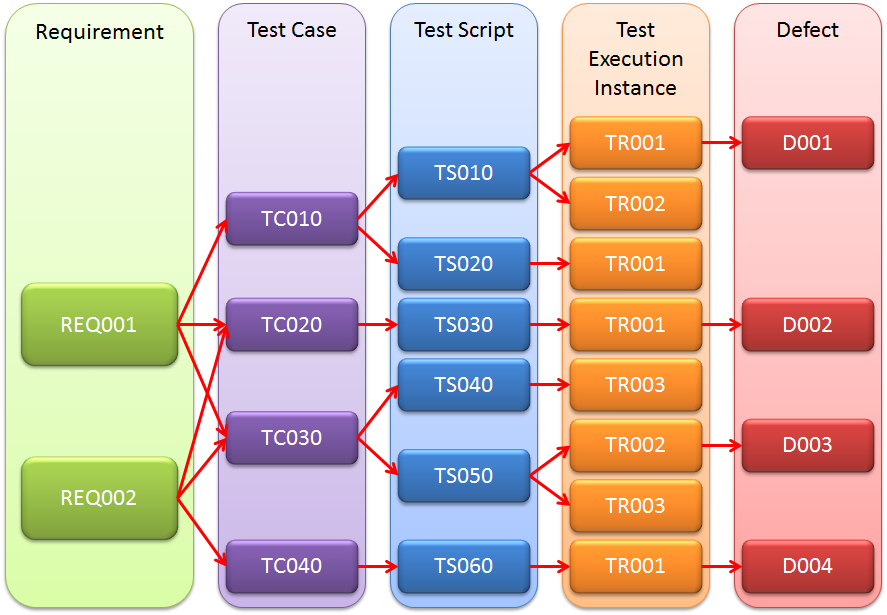 Requirement
Test Case
Test Script
Test
Execution
Instance
Defect
REQ001
REQ002
TC010
TC020
TC030
TC040
TS010
TS020
TS030
TS040
TS050
TS060
TR001
TR002
TR001
TR001
TR003
TR002
TR003
TR001
D001
D002
D003
D004